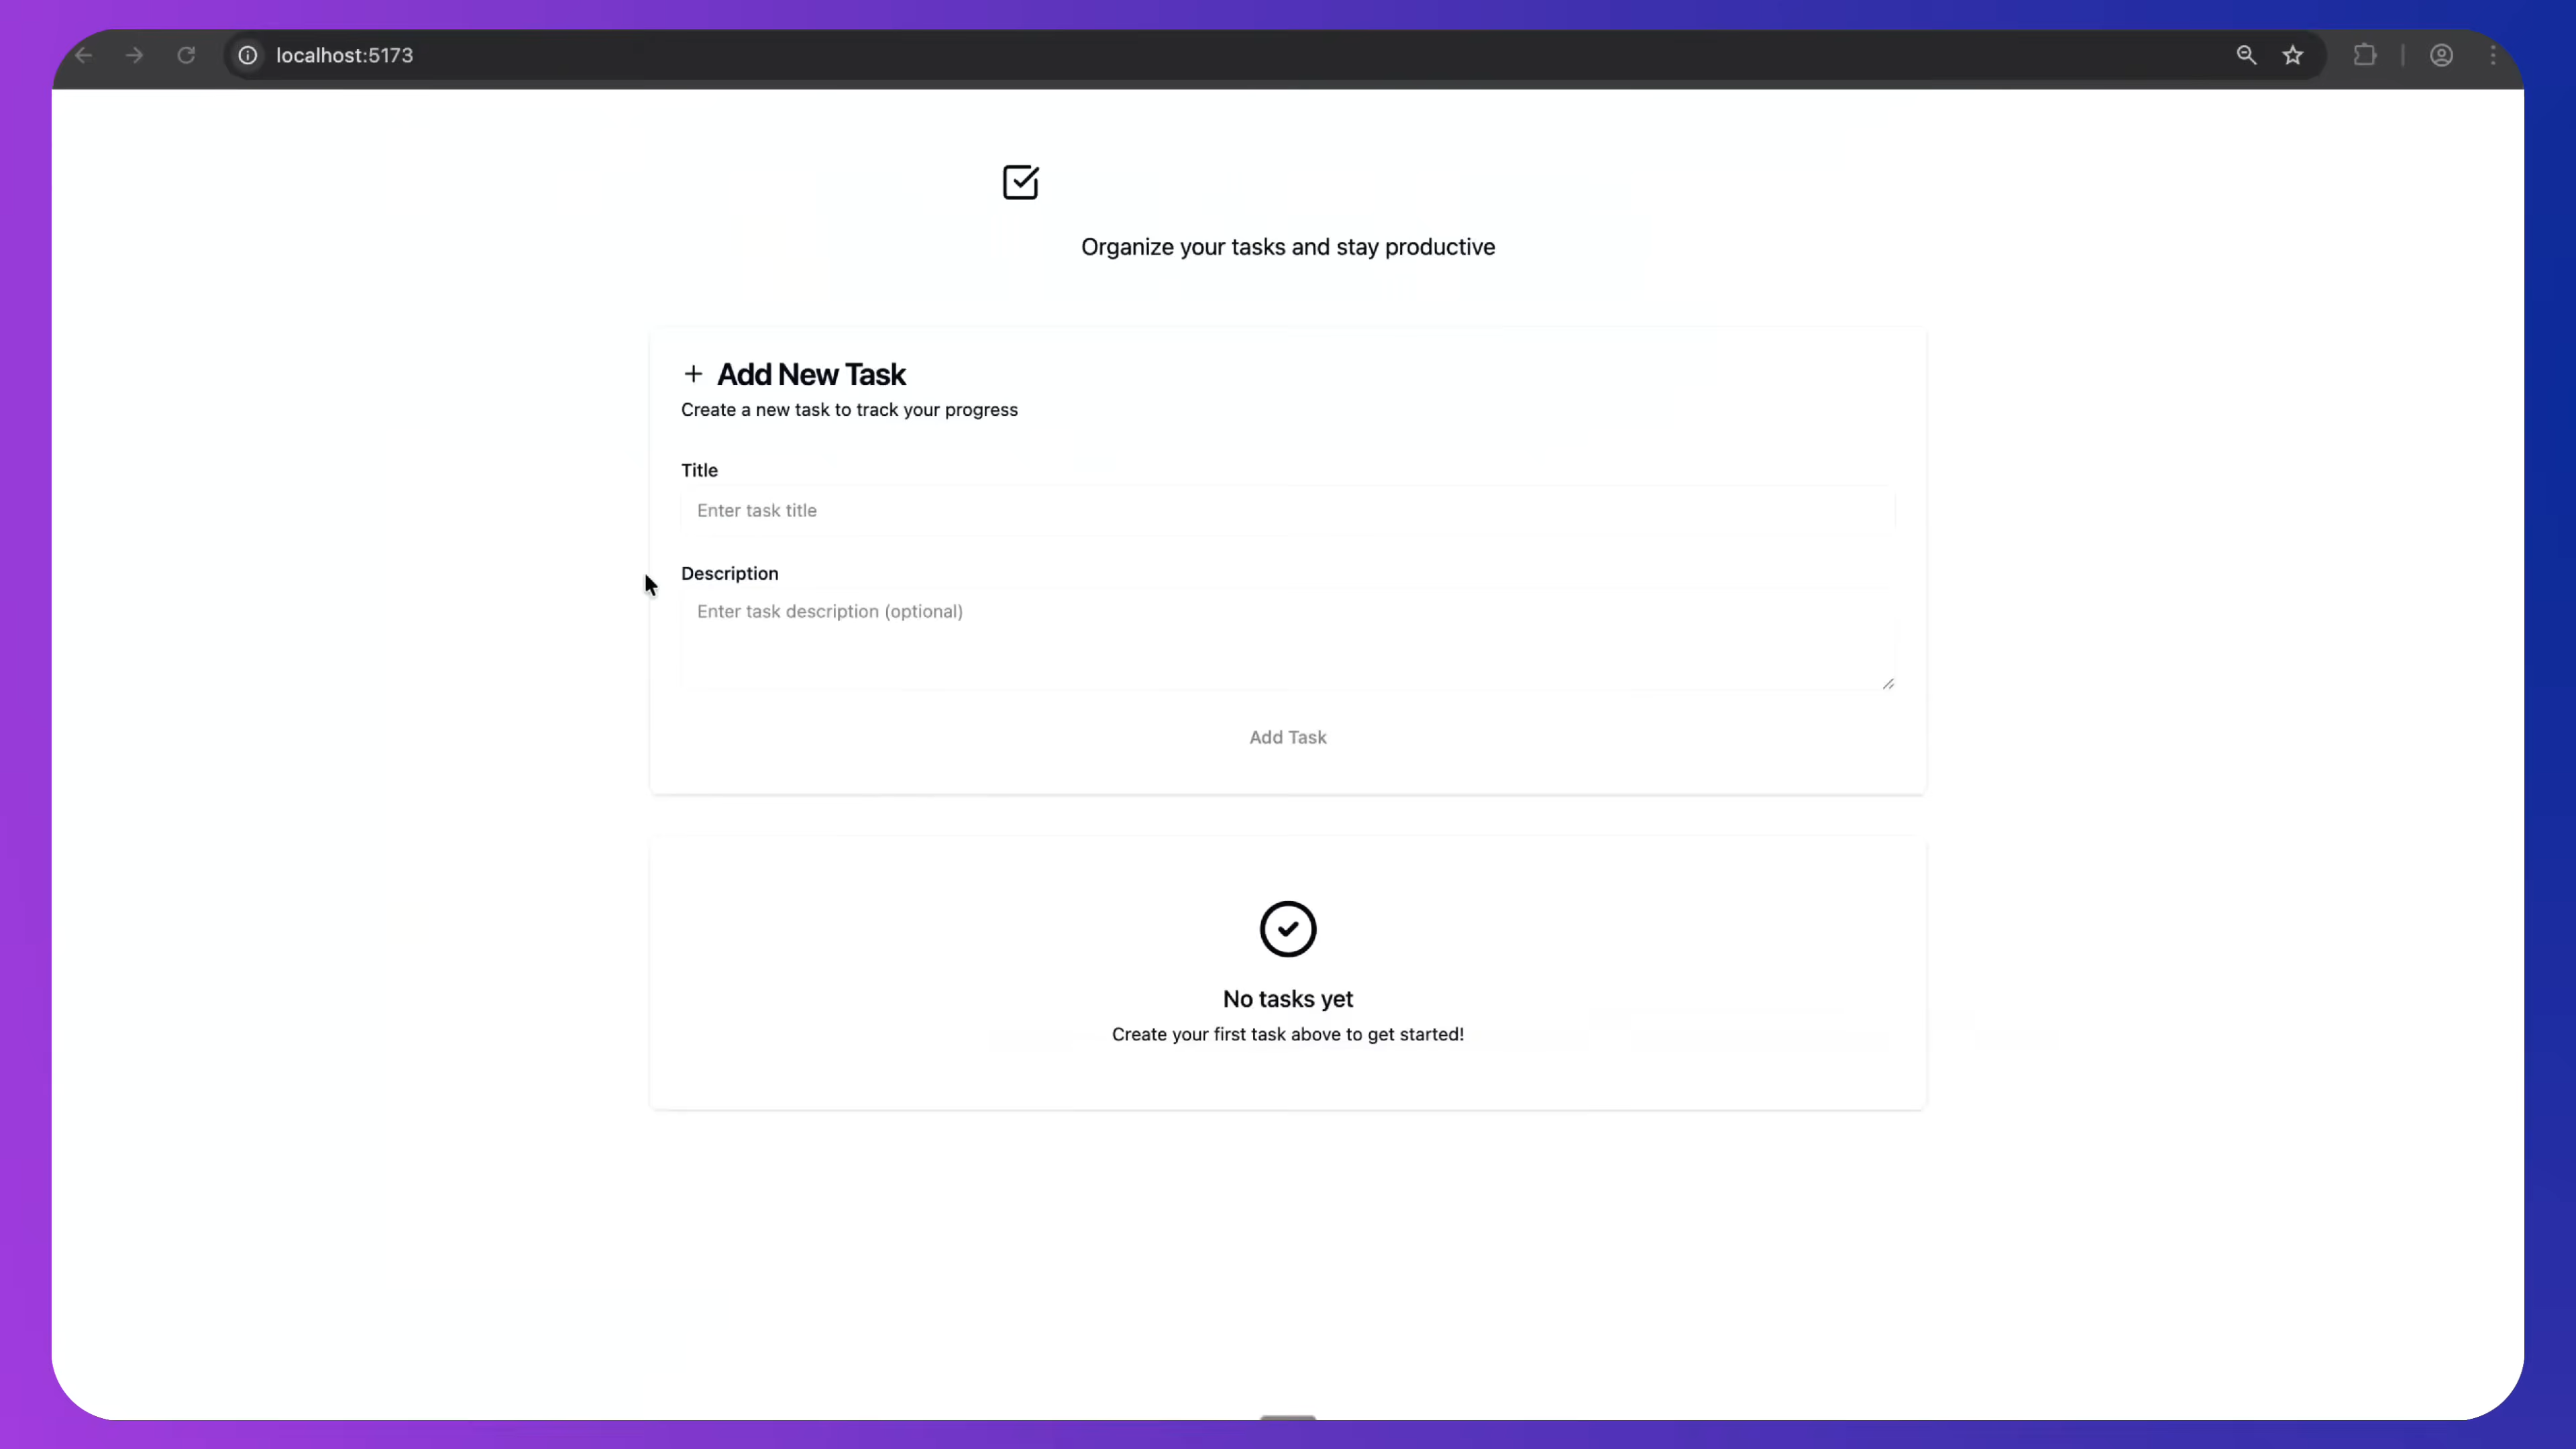 localhost:5173
Organize your tasks and stay productive
Add New Task
Create a new task to track your progress
Title
Enter task title
Description
Enter task description (optional)
Add Task
No tasks yet
Create your first task above to get started!